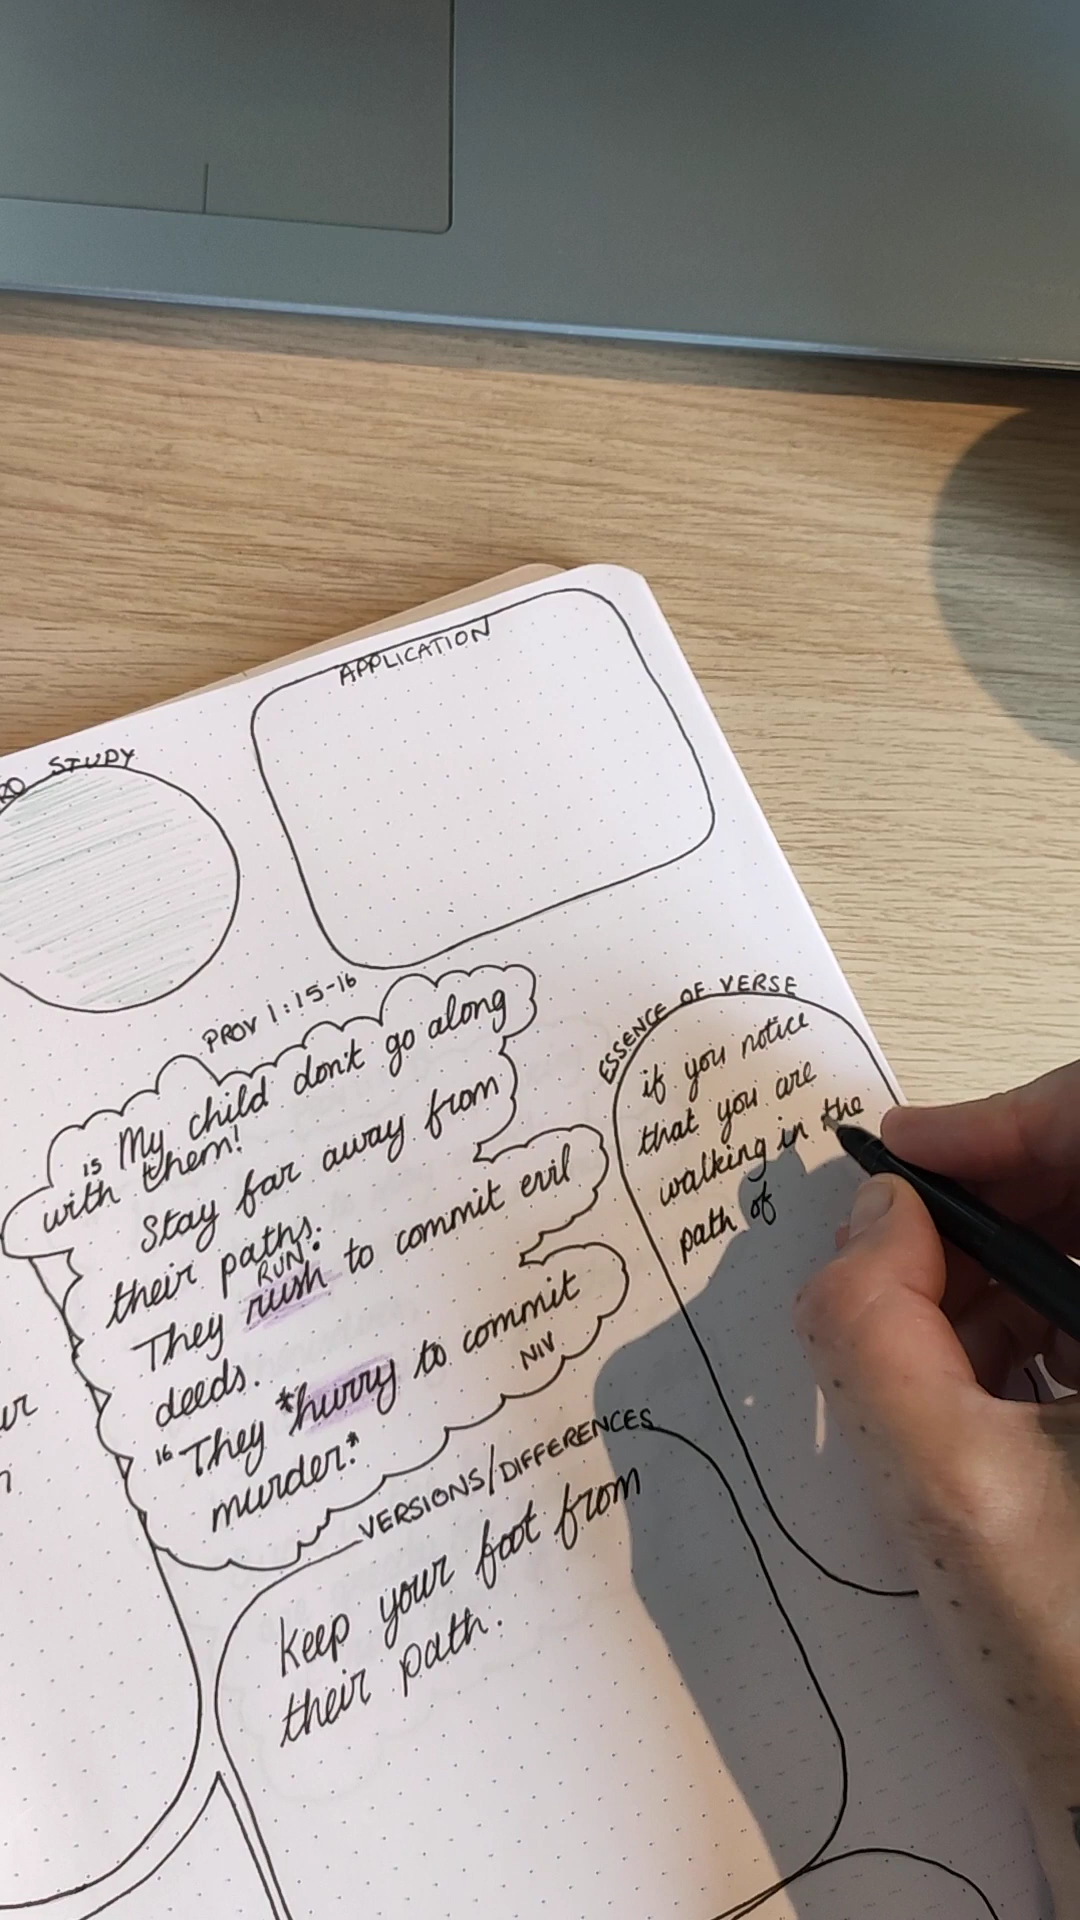 STUDY
APPLICATION
PROV 1:15-16
15 My child don't go along
with them!
Stay far away from
their paths.
RUN.
They rush to commit evil
deeds.
16 They *hurry to commit
murder.*
NIV
ESSENCE OF VERSE
if you notice
that you are
walking in the
path of
VERSIONS/DIFFERENCES
Keep your foot from
their path.